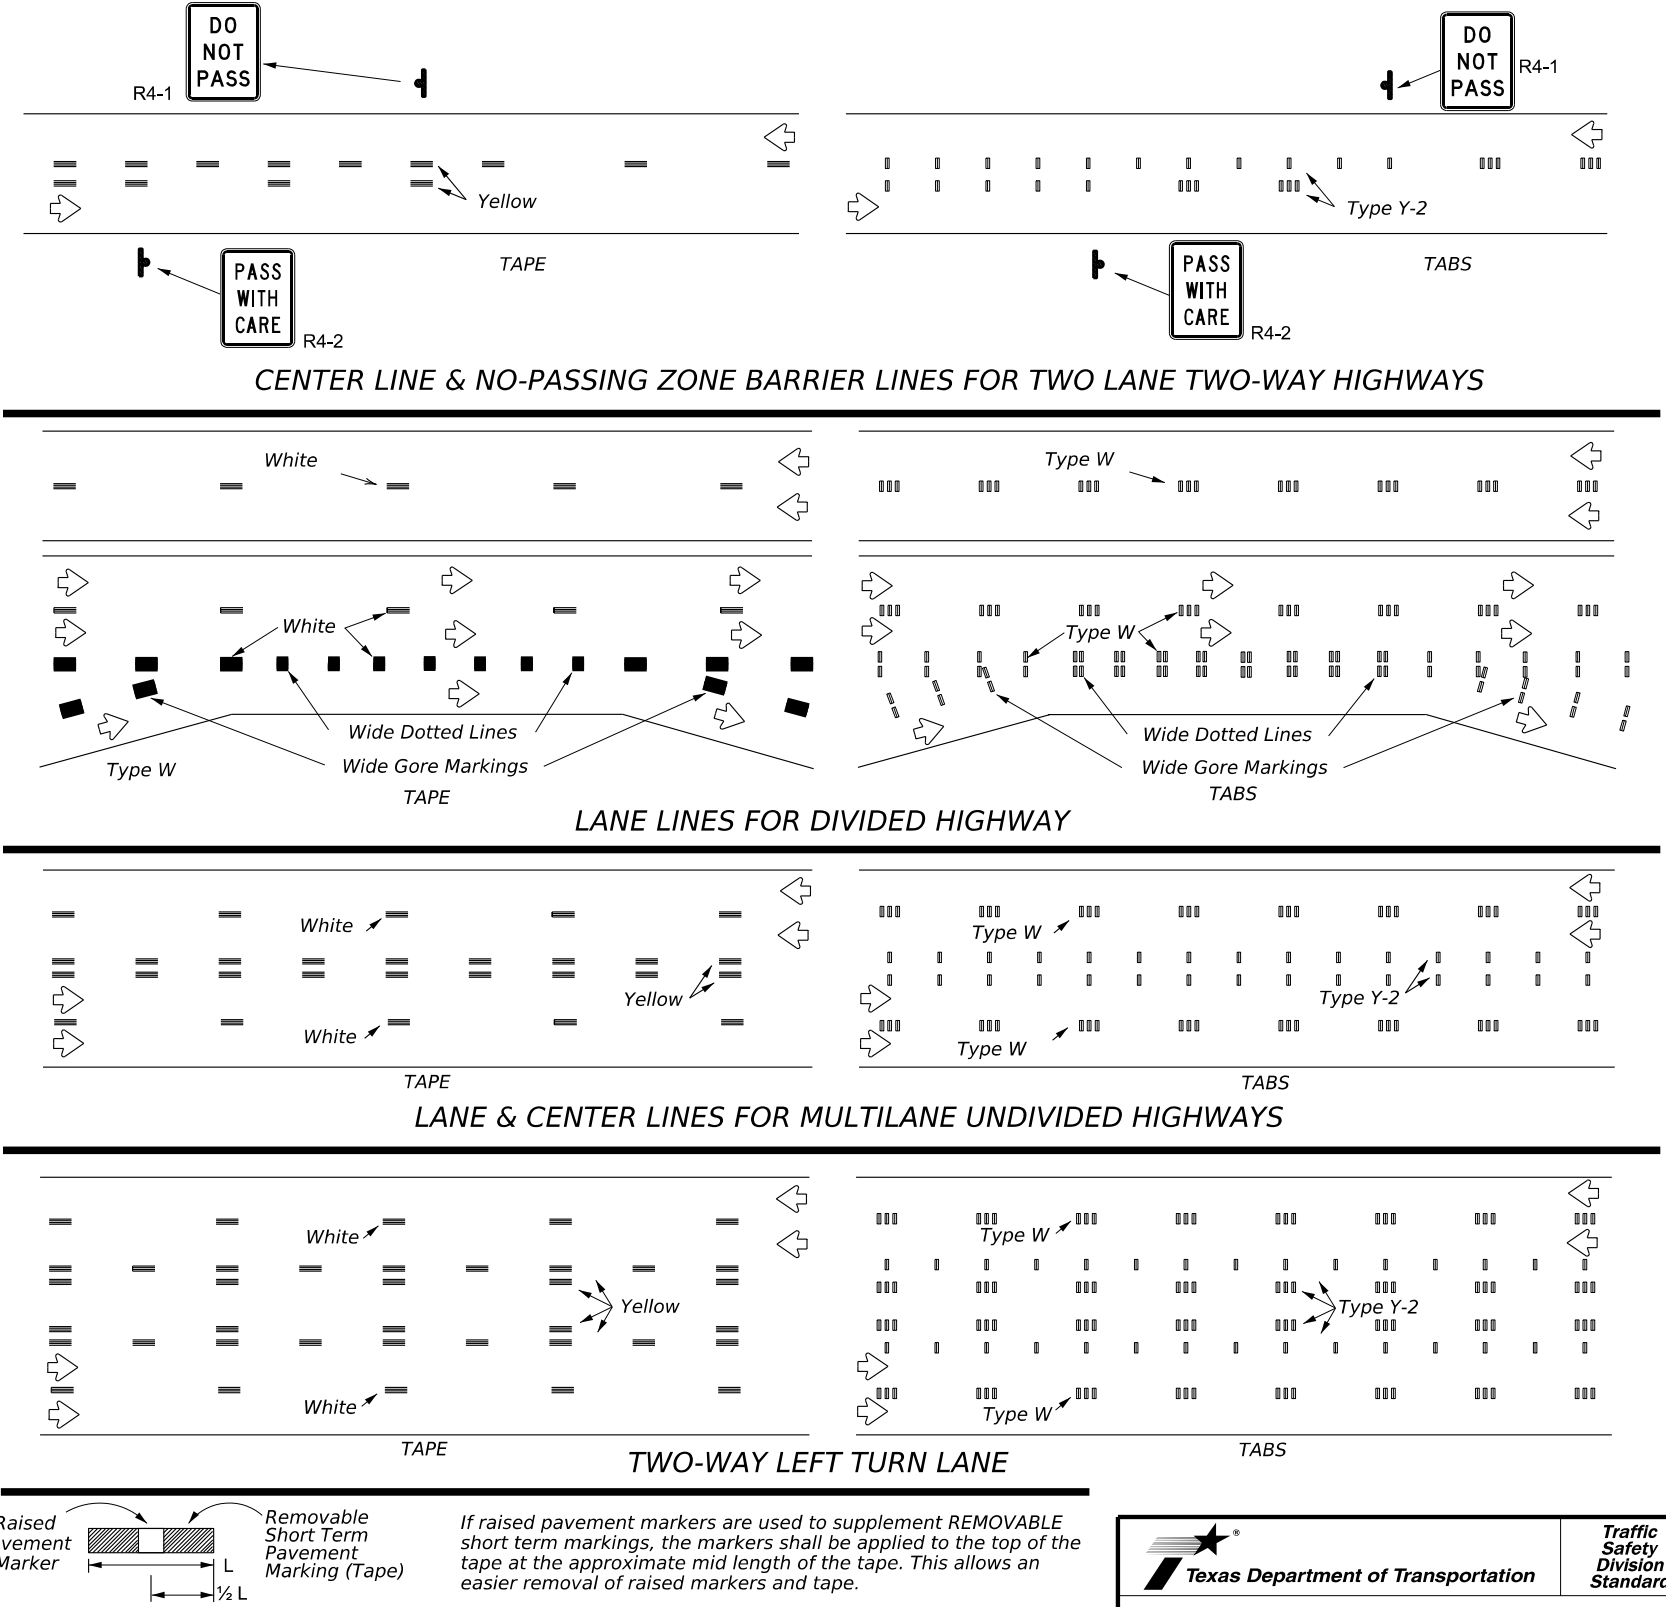 DO
NOT
PASS
R4-1
DO
NOT
PASS
R4-1
Yellow
Type Y-2
PASS
WITH
CARE
R4-2
TAPE
PASS
WITH
CARE
R4-2
TABS
CENTER LINE & NO-PASSING ZONE BARRIER LINES FOR TWO LANE TWO-WAY HIGHWAYS
White
Type W
White
Type W
Wide Dotted Lines
Wide Dotted Lines
Type W
Wide Gore Markings
Wide Gore Markings
TAPE
TABS
LANE LINES FOR DIVIDED HIGHWAY
White
Type W
Yellow
Type Y-2
White
Type W
TAPE
TABS
LANE & CENTER LINES FOR MULTILANE UNDIVIDED HIGHWAYS
White
Type W
Yellow
Type Y-2
White
Type W
TAPE
TABS
TWO-WAY LEFT TURN LANE
Raised
vement
Marker
Removable
Short Term
Pavement
Marking (Tape)
L
½ L
If raised pavement markers are used to supplement REMOVABLE
short term markings, the markers shall be applied to the top of the
tape at the approximate mid length of the tape. This allows an
easier removal of raised markers and tape.
®
Texas Department of Transportation
Traffic
Safety
Division
Standard